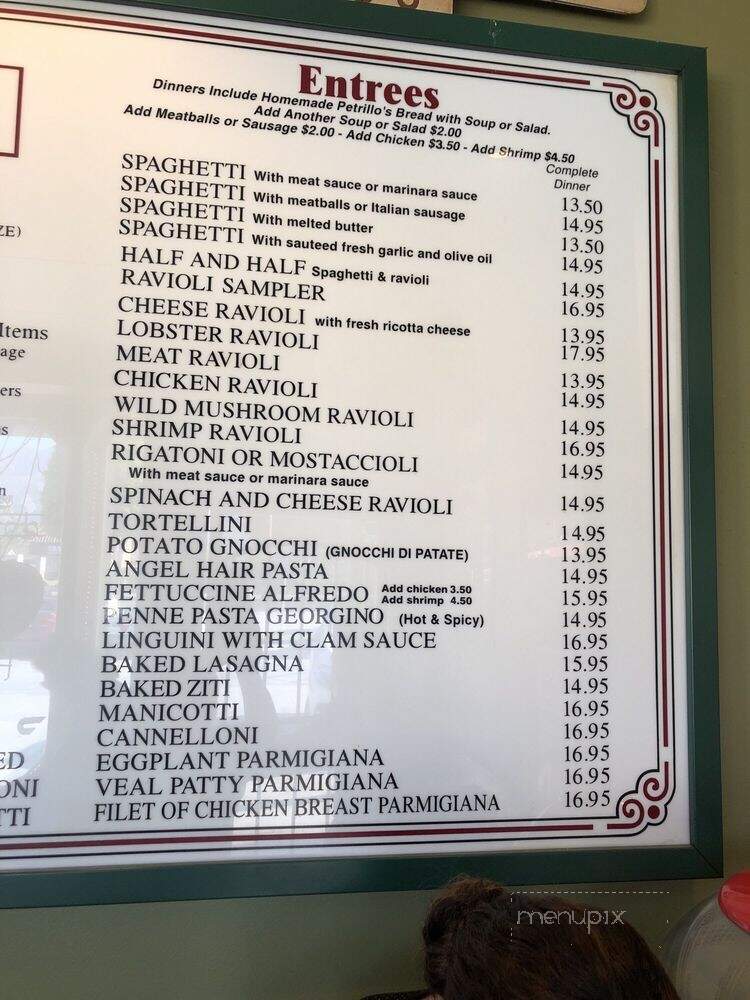 Entrees
Dinners Include Homemade Petrillo's Bread with Soup or Salad.
Add Another Soup or Salad $2.00
Add Meatballs or Sausage $2.00 - Add Chicken $3.50 - Add Shrimp $4.50
Complete
Dinner
SPAGHETTI With meat sauce or marinara sauce 13.50
SPAGHETTI With meatballs or Italian sausage 14.95
SPAGHETTI With melted butter 13.50
SPAGHETTI With sauteed fresh garlic and olive oil 14.95
HALF AND HALF Spaghetti & ravioli 14.95
RAVIOLI SAMPLER 16.95
CHEESE RAVIOLI with fresh ricotta cheese 13.95
LOBSTER RAVIOLI 17.95
MEAT RAVIOLI 13.95
CHICKEN RAVIOLI 14.95
WILD MUSHROOM RAVIOLI 14.95
SHRIMP RAVIOLI 16.95
RIGATONI OR MOSTACCIOLI 14.95
With meat sauce or marinara sauce
SPINACH AND CHEESE RAVIOLI 14.95
TORTELLINI 14.95
POTATO GNOCCHI (GNOCCHI DI PATATE) 13.95
ANGEL HAIR PASTA 14.95
FETTUCCINE ALFREDO Add chicken 3.50 15.95
Add shrimp 4.50
PENNE PASTA GEORGINO (Hot & Spicy) 14.95
LINGUINI WITH CLAM SAUCE 16.95
BAKED LASAGNA 15.95
BAKED ZITI 14.95
MANICOTTI 16.95
CANNELLONI 16.95
EGGPLANT PARMIGIANA 16.95
VEAL PATTY PARMIGIANA 16.95
FILET OF CHICKEN BREAST PARMIGIANA 16.95
ZE)
Items
age
ers
s
n
ED
ONI
TTI
menupix